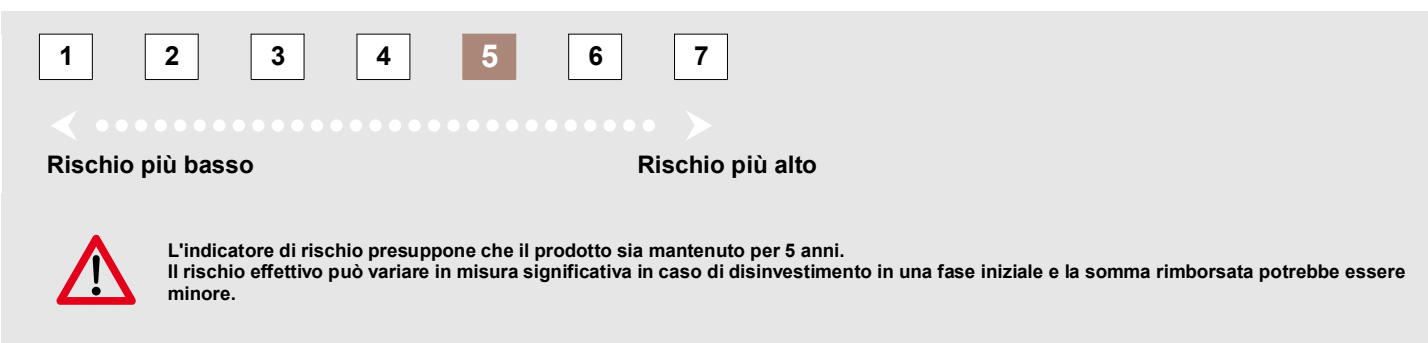 1 2 3 4 5 6 7
Rischio più basso Rischio più alto
L'indicatore di rischio presuppone che il prodotto sia mantenuto per 5 anni.
Il rischio effettivo può variare in misura significativa in caso di disinvestimento in una fase iniziale e la somma rimborsata potrebbe essere
minore.